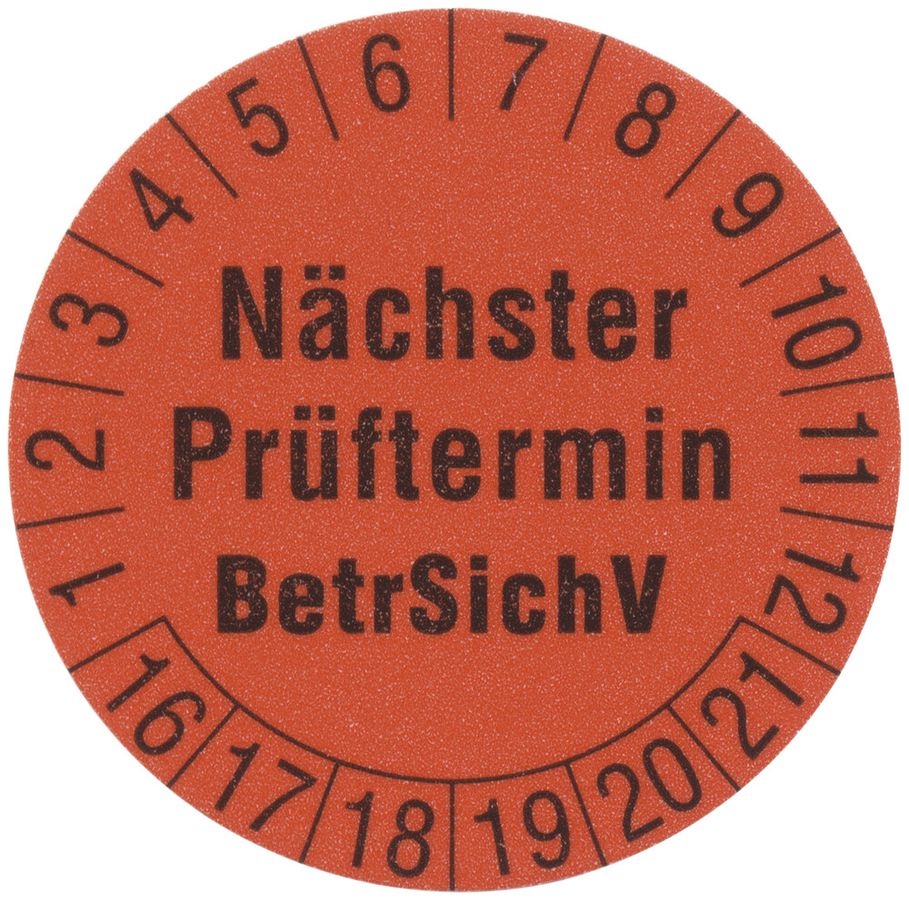 1 2 3 4 5 6 7 8 9 10 11 12
Nächster
Prüftermin
BetrSichV
16 17 18 19 20 21